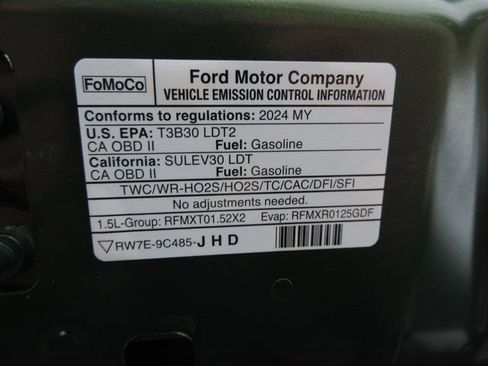 FoMoCo
Ford Motor Company
VEHICLE EMISSION CONTROL INFORMATION
Conforms to regulations: 2024 MY
U.S. EPA: T3B30 LDT2
CA OBD II Fuel: Gasoline
California: SULEV30 LDT
CA OBD II Fuel: Gasoline
TWC/WR-HO2S/HO2S/TC/CAC/DFI/SFI
No adjustments needed.
1.5L-Group: RFMXT01.52X2 Evap: RFMXR0125GDF
RW7E-9C485-JHD